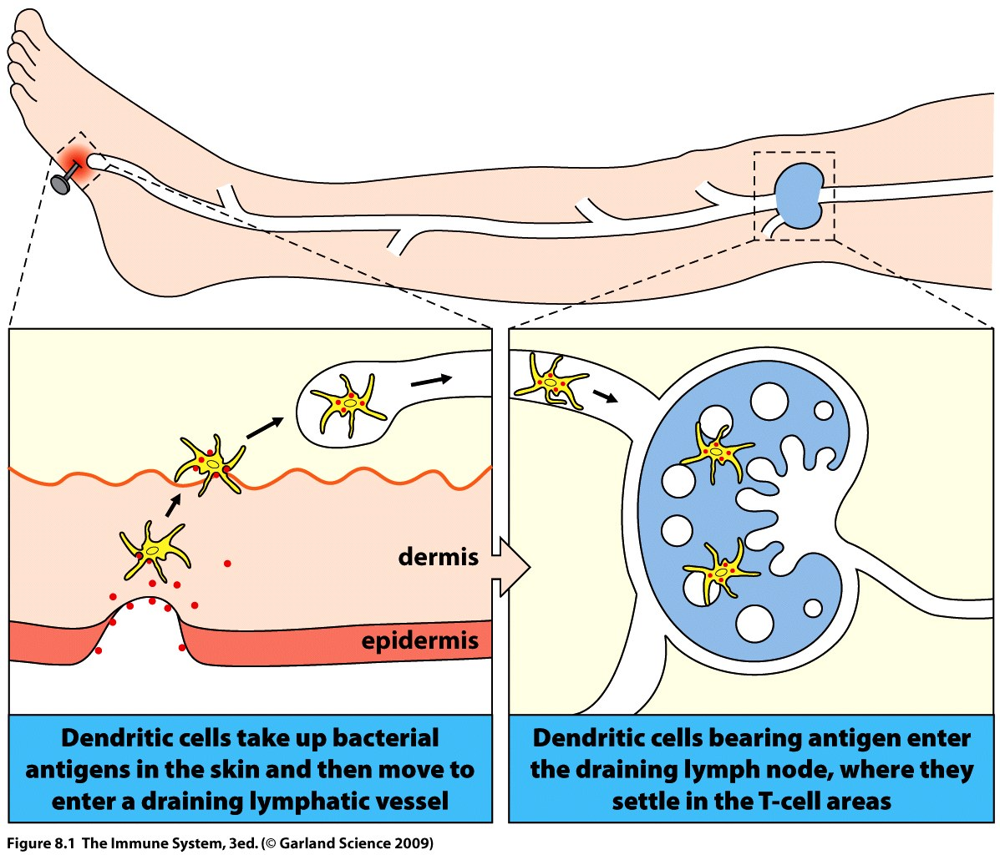 dermis
epidermis
Dendritic cells take up bacterial
antigens in the skin and then move to
enter a draining lymphatic vessel
Dendritic cells bearing antigen enter
the draining lymph node, where they
settle in the T-cell areas
Figure 8.1 The Immune System, 3ed. (© Garland Science 2009)